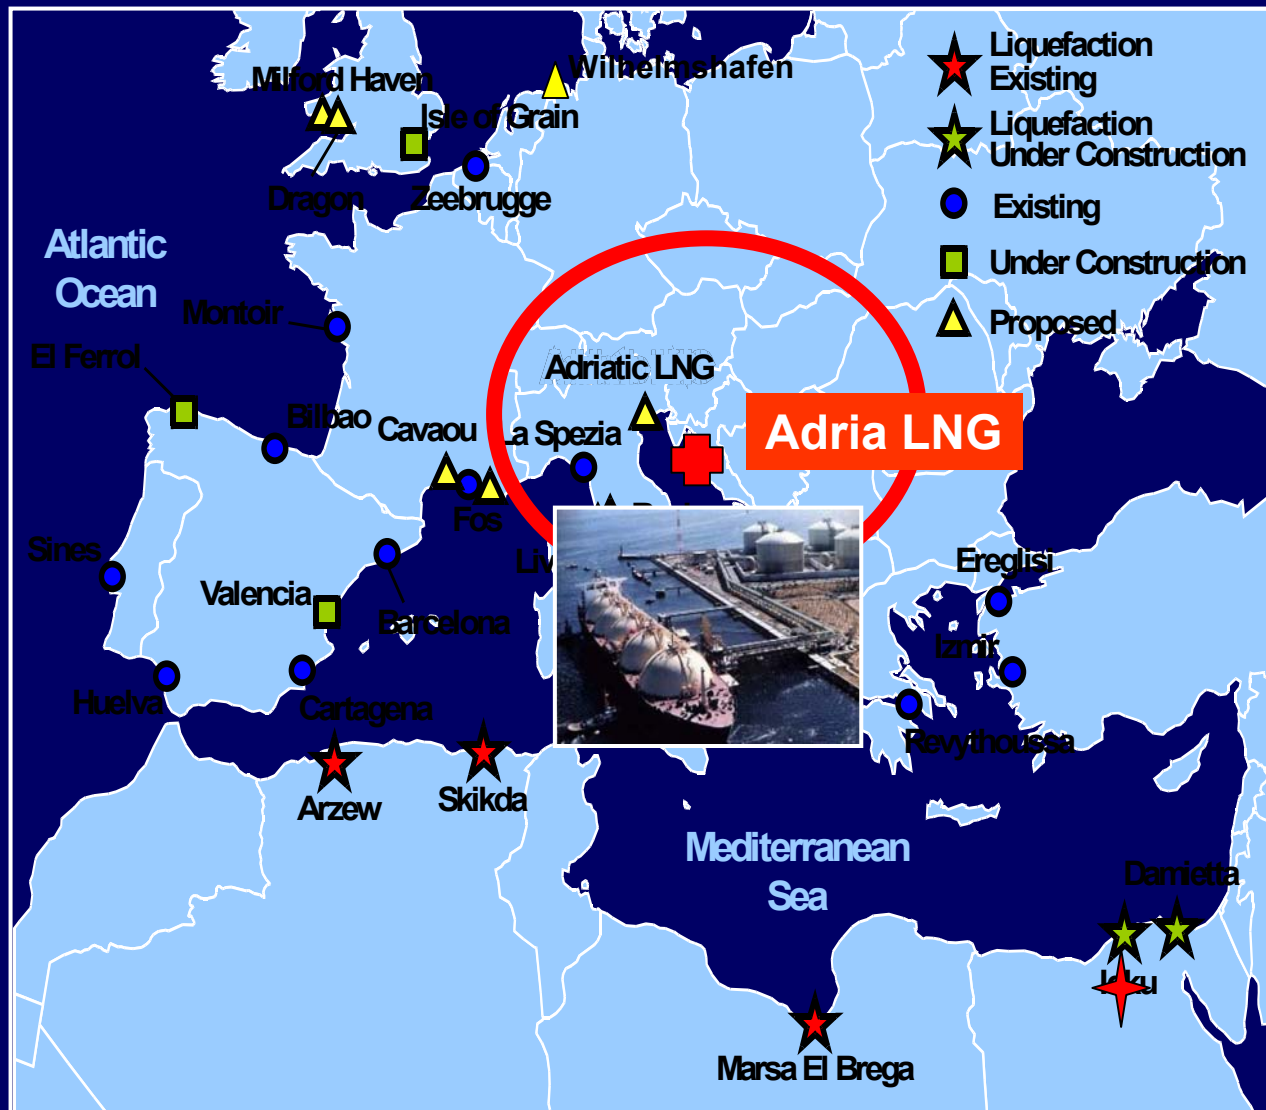 Milford Haven
Wilhelmshafen
Isle of Grain
Dragon
Zeebrugge
Liquefaction
Existing
Liquefaction
Under Construction
Existing
Under Construction
Proposed
Atlantic
Ocean
Montoir
El Ferrol
Bilbao
Cavaou
La Spezia
Adriatic LNG
Adria LNG
Fos
Sines
Valencia
Barcelona
Huelva
Cartagena
Ereglisi
Izmir
Revythoussa
Arzew
Skikda
Mediterranean
Sea
Damietta
Marsa El Brega